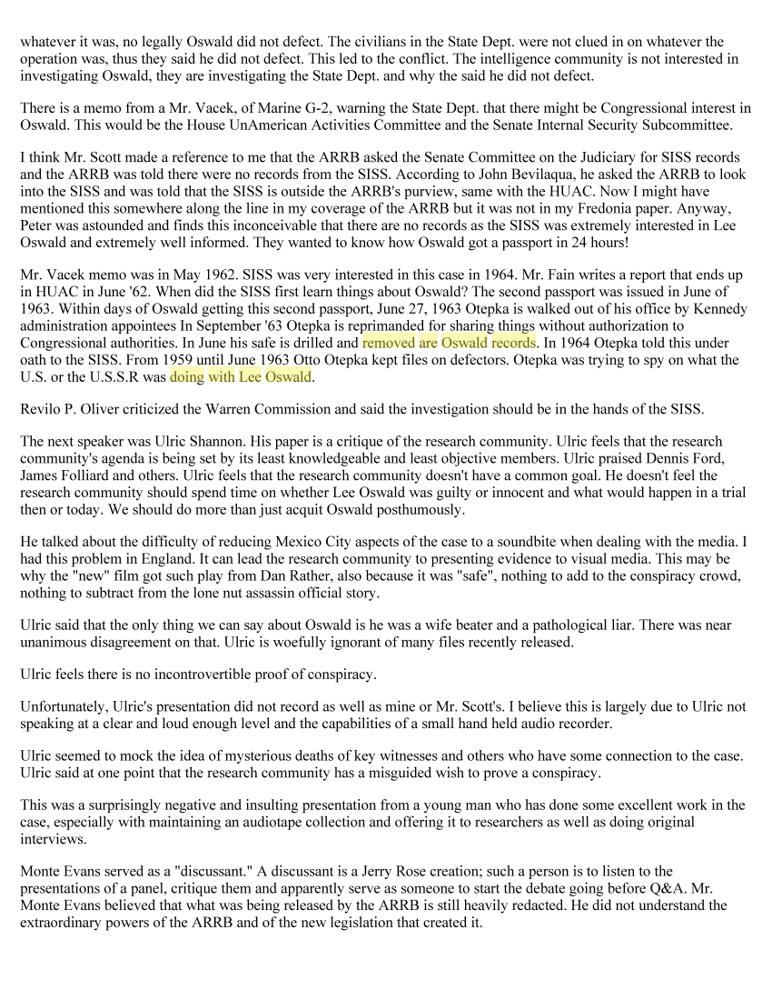 whatever it was, no legally Oswald did not defect. The civilians in the State Dept. were not clued in on whatever the
operation was, thus they said he did not defect. This led to the conflict. The intelligence community is not interested in
investigating Oswald, they are investigating the State Dept. and why the said he did not defect.
There is a memo from a Mr. Vacek, of Marine G-2, warning the State Dept. that there might be Congressional interest in
Oswald. This would be the House UnAmerican Activities Committee and the Senate Internal Security Subcommittee.
I think Mr. Scott made a reference to me that the ARRB asked the Senate Committee on the Judiciary for SISS records
and the ARRB was told there were no records from the SISS. According to John Bevilaqua, he asked the ARRB to look
into the SISS and was told that the SISS is outside the ARRB's purview, same with the HUAC. Now I might have
mentioned this somewhere along the line in my coverage of the ARRB but it was not in my Fredonia paper. Anyway,
Peter was astounded and finds this inconceivable that there are no records as the SISS was extremely interested in Lee
Oswald and extremely well informed. They wanted to know how Oswald got a passport in 24 hours!
Mr. Vacek memo was in May 1962. SISS was very interested in this case in 1964. Mr. Fain writes a report that ends up
in HUAC in June '62. When did the SISS first learn things about Oswald? The second passport was issued in June of
1963. Within days of Oswald getting this second passport, June 27, 1963 Otepka is walked out of his office by Kennedy
administration appointees In September '63 Otepka is reprimanded for sharing things without authorization to
Congressional authorities. In June his safe is drilled and removed are Oswald records. In 1964 Otepka told this under
oath to the SISS. From 1959 until June 1963 Otto Otepka kept files on defectors. Otepka was trying to spy on what the
U.S. or the U.S.S.R was doing with Lee Oswald.
Revilo P. Oliver criticized the Warren Commission and said the investigation should be in the hands of the SISS.
The next speaker was Ulric Shannon. His paper is a critique of the research community. Ulric feels that the research
community's agenda is being set by its least knowledgeable and least objective members. Ulric praised Dennis Ford,
James Folliard and others. Ulric feels that the research community doesn't have a common goal. He doesn't feel the
research community should spend time on whether Lee Oswald was guilty or innocent and what would happen in a trial
then or today. We should do more than just acquit Oswald posthumously.
He talked about the difficulty of reducing Mexico City aspects of the case to a soundbite when dealing with the media. I
had this problem in England. It can lead the research community to presenting evidence to visual media. This may be
why the "new" film got such play from Dan Rather, also because it was "safe", nothing to add to the conspiracy crowd,
nothing to subtract from the lone nut assassin official story.
Ulric said that the only thing we can say about Oswald is he was a wife beater and a pathological liar. There was near
unanimous disagreement on that. Ulric is woefully ignorant of many files recently released.
Ulric feels there is no incontrovertible proof of conspiracy.
Unfortunately, Ulric's presentation did not record as well as mine or Mr. Scott's. I believe this is largely due to Ulric not
speaking at a clear and loud enough level and the capabilities of a small hand held audio recorder.
Ulric seemed to mock the idea of mysterious deaths of key witnesses and others who have some connection to the case.
Ulric said at one point that the research community has a misguided wish to prove a conspiracy.
This was a surprisingly negative and insulting presentation from a young man who has done some excellent work in the
case, especially with maintaining an audiotape collection and offering it to researchers as well as doing original
interviews.
Monte Evans served as a "discussant." A discussant is a Jerry Rose creation; such a person is to listen to the
presentations of a panel, critique them and apparently serve as someone to start the debate going before Q&A. Mr.
Monte Evans believed that what was being released by the ARRB is still heavily redacted. He did not understand the
extraordinary powers of the ARRB and of the new legislation that created it.